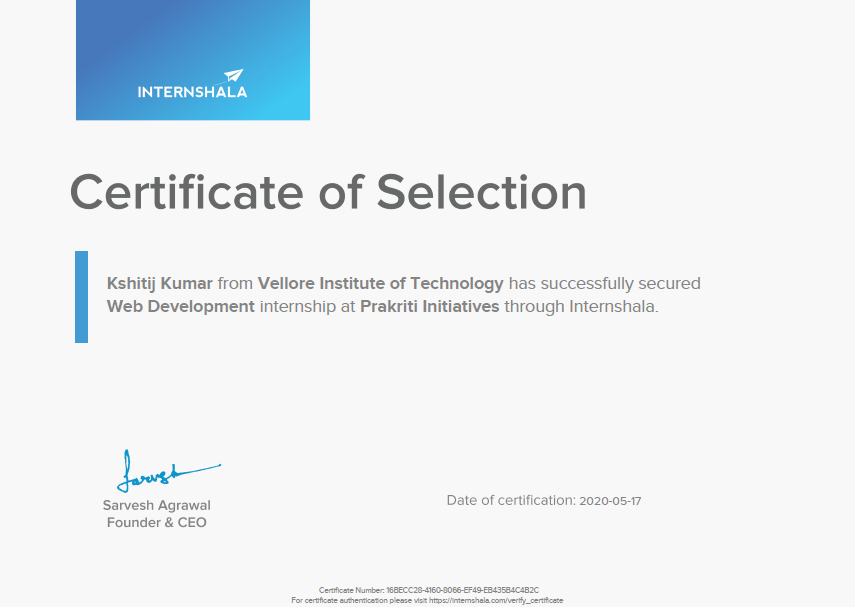 INTERNSHALA
Certificate of Selection
Kshitij Kumar from Vellore Institute of Technology has successfully secured
Web Development internship at Prakriti Initiatives through Internshala.
Sarvesh
Sarvesh Agrawal
Founder & CEO
Date of certification: 2020-05-17
Certificate Number: 16BECC28-4160-8066-EF49-EB435B4C4B2C
For certificate authentication please visit https://internshala.com/verify_certificate